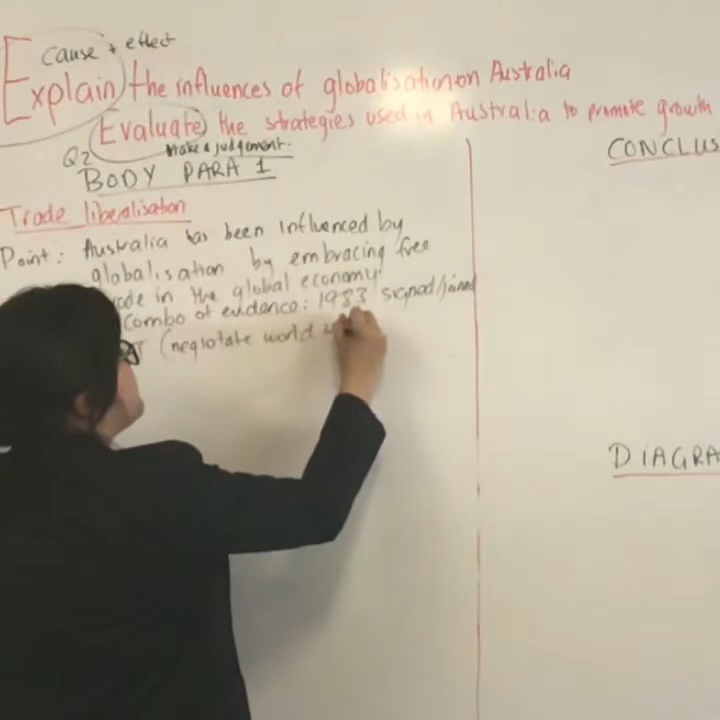 cause + effect
Explain the influences of globalisation on Australia
Evaluate the strategies used in Australia to promote growth
Q2
Make a judgement.
BODY PARA 1
CONCLUS
Trade liberalisation
Point: Australia has been influenced by
globalisation by embracing free
in the global economy
Combo of evidence: 1983 signed/joined
(negiotate world
DIAGRA